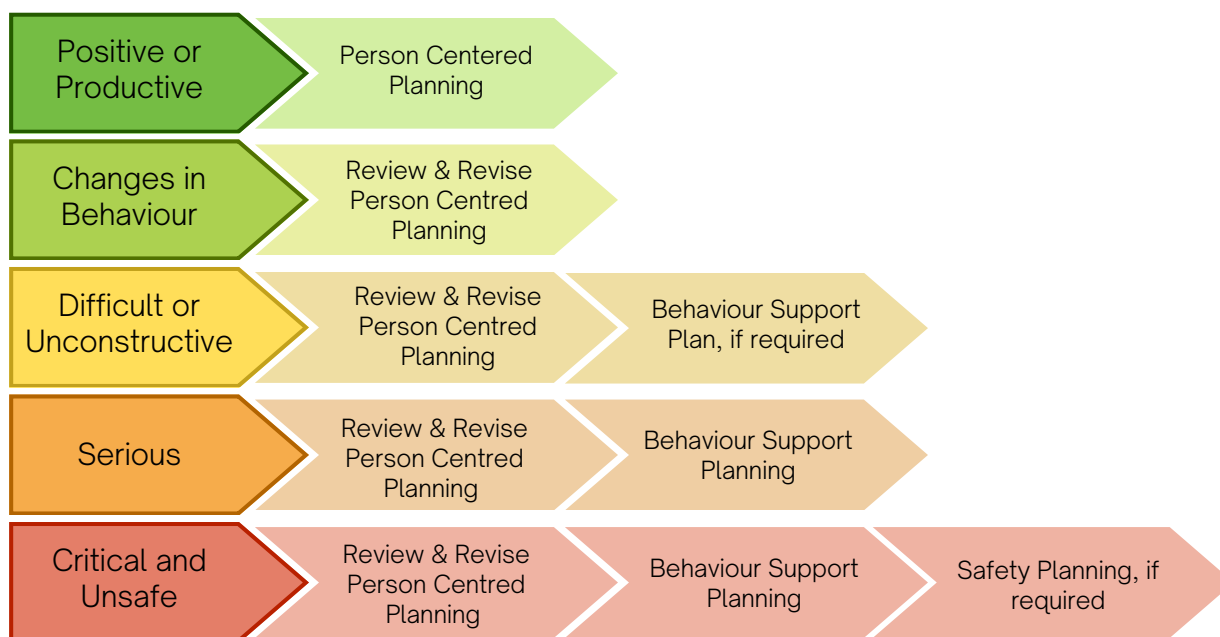 Positive or
Productive
Person Centered
Planning
Changes in
Behaviour
Review & Revise
Person Centred
Planning
Difficult or
Unconstructive
Review & Revise
Person Centred
Planning
Behaviour Support
Plan, if required
Serious
Review & Revise
Person Centred
Planning
Behaviour Support
Planning
Critical and
Unsafe
Review & Revise
Person Centred
Planning
Behaviour Support
Planning
Safety Planning, if
required